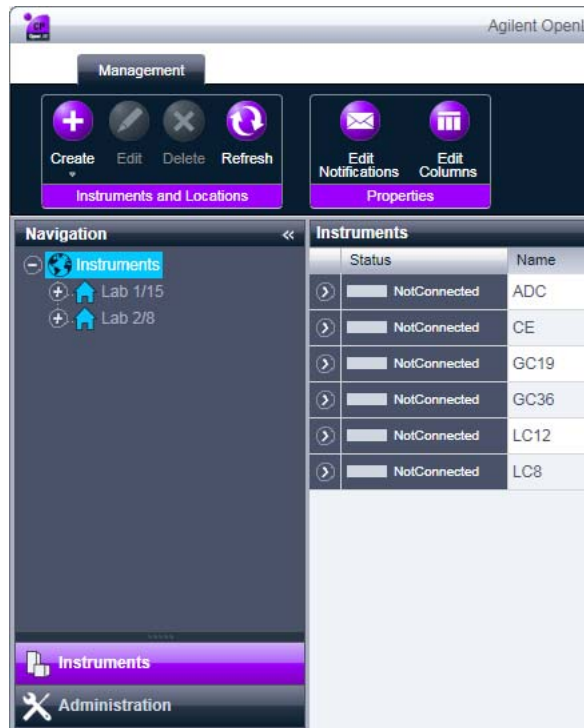 Agilent OpenL
Management
Create Edit Delete Refresh
Edit Notifications
Edit Columns
Instruments and Locations
Properties
Navigation «
Instruments
Lab 1/15
Lab 2/8
Instruments
Status Name
NotConnected ADC
NotConnected CE
NotConnected GC19
NotConnected GC36
NotConnected LC12
NotConnected LC8
Instruments
Administration